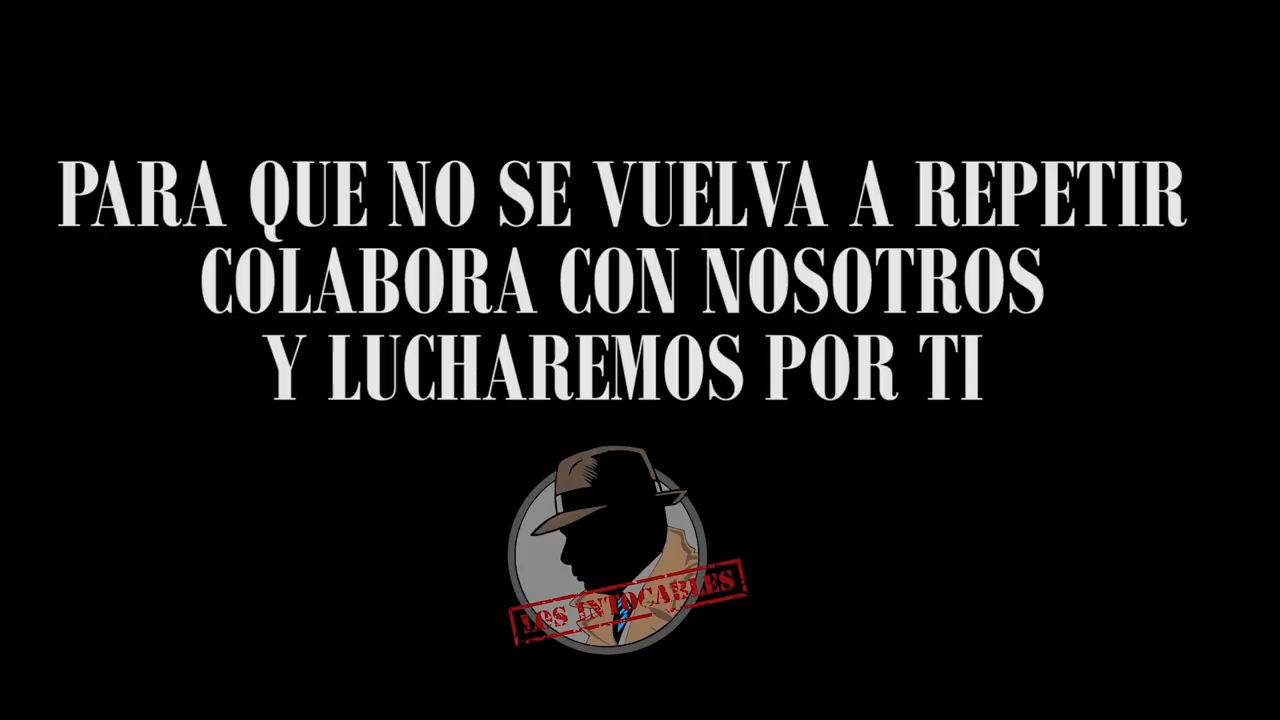 PARA QUE NO SE VUELVA A REPETIR
COLABORA CON NOSOTROS
Y LUCHAREMOS POR TI
LOS INTOCABLES